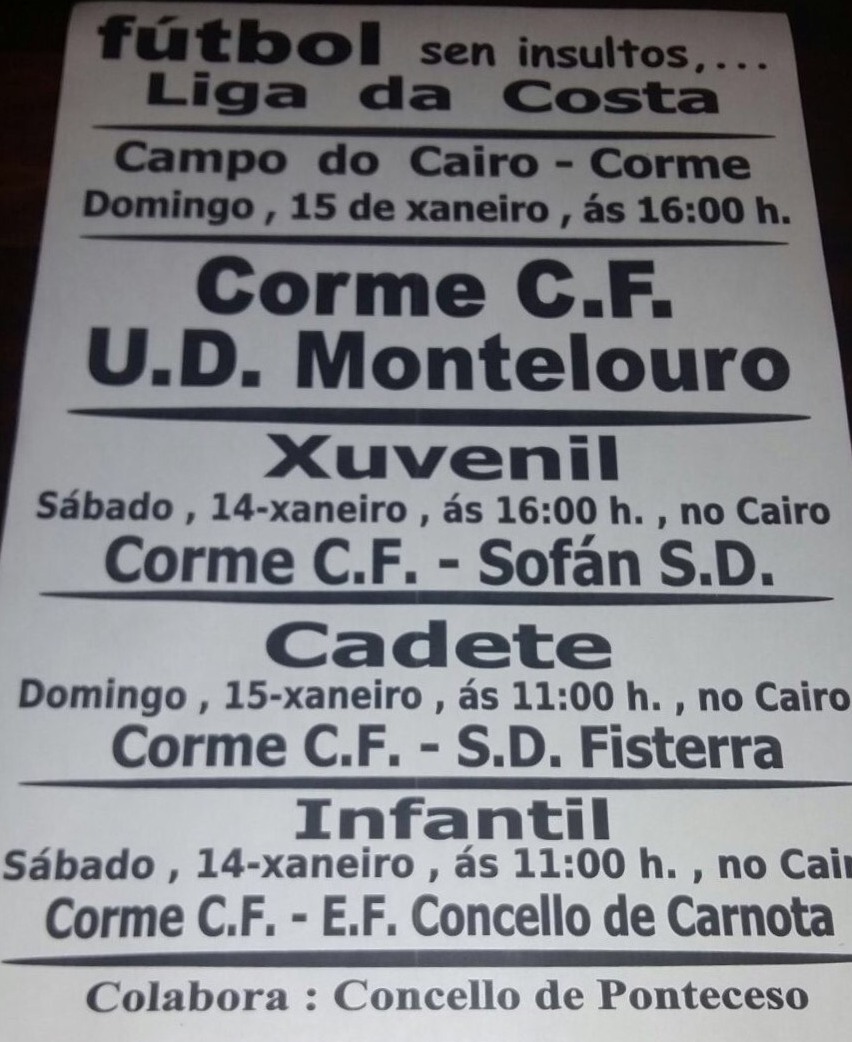 fútbol sen insultos,...
Liga da Costa
Campo do Cairo - Corme
Domingo , 15 de xaneiro , ás 16:00 h.
Corme C.F.
U.D. Montelouro
Xuvenil
Sábado , 14-xaneiro , ás 16:00 h. , no Cairo
Corme C.F. - Sofán S.D.
Cadete
Domingo , 15-xaneiro , ás 11:00 h. , no Cairo
Corme C.F. - S.D. Fisterra
Infantil
Sábado , 14-xaneiro , ás 11:00 h. , no Cair
Corme C.F. - E.F. Concello de Carnota
Colabora : Concello de Ponteceso